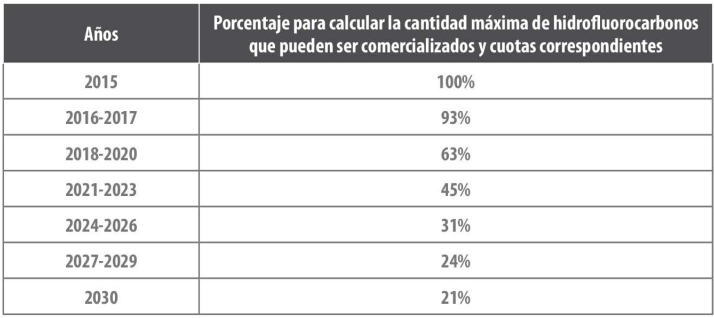 Años
Porcentaje para calcular la cantidad máxima de hidrofluorocarbonos
que pueden ser comercializados y cuotas correspondientes
2015 100%
2016-2017 93%
2018-2020 63%
2021-2023 45%
2024-2026 31%
2027-2029 24%
2030 21%